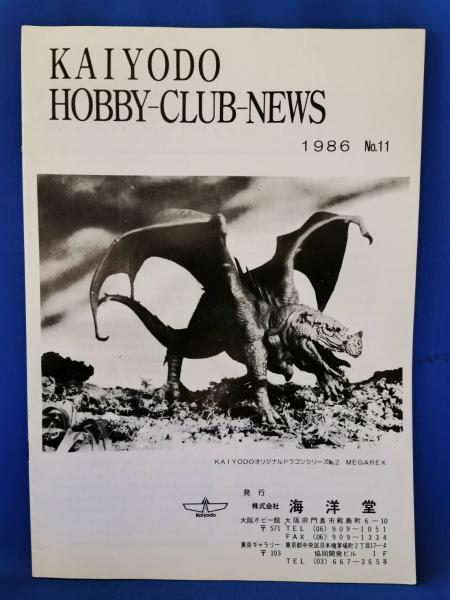 KAIYODO
HOBBY-CLUB-NEWS
1986 No.11
KAIYODOオリジナルドラゴンシリーズNo.2 MEGAREX
発行
Kaiyodo
株式会社 海洋堂
大阪ホビー館 大阪府門真市殿島町6-10
〒571 TEL (06) 909-1051
FAX (06) 909-1334
東京ギャラリー 東京都中央区日本橋茅場町2丁目17-4
〒103 協同開発ビル 1F
TEL (03) 667-3658